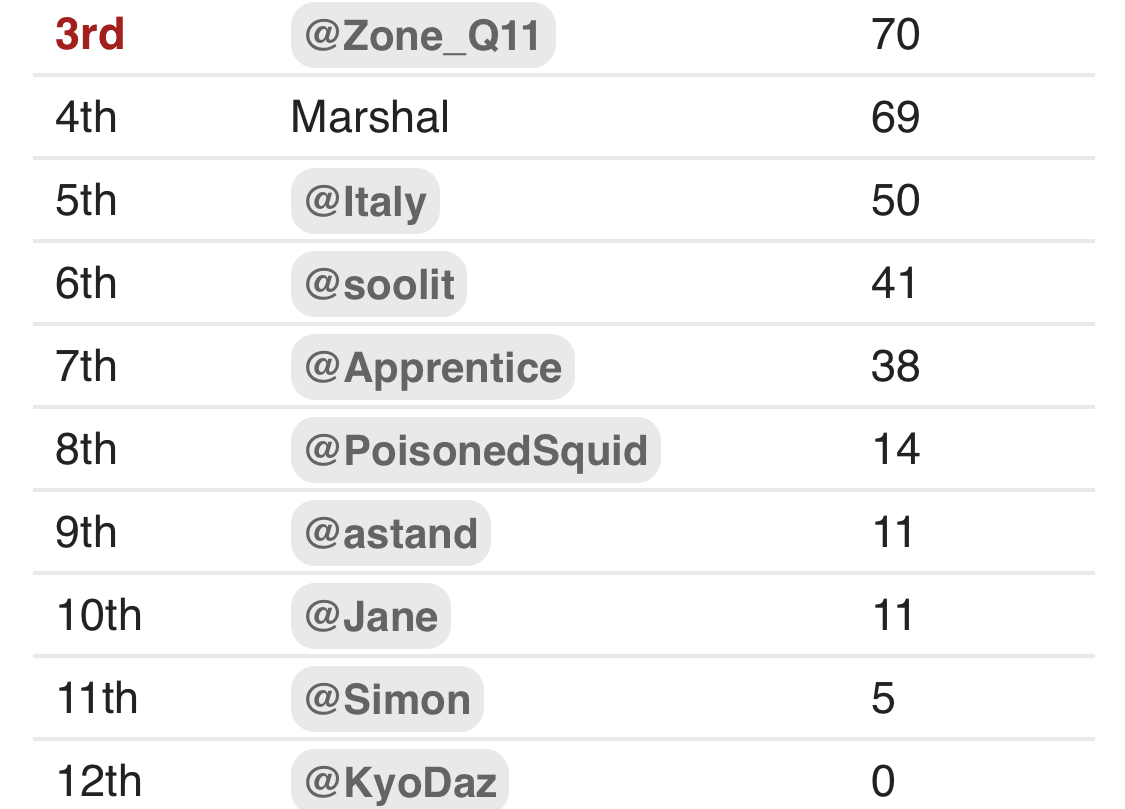 3rd @Zone_Q11 70
4th Marshal 69
5th @Italy 50
6th @soolit 41
7th @Apprentice 38
8th @PoisonedSquid 14
9th @astand 11
10th @Jane 11
11th @Simon 5
12th @KyoDaz 0